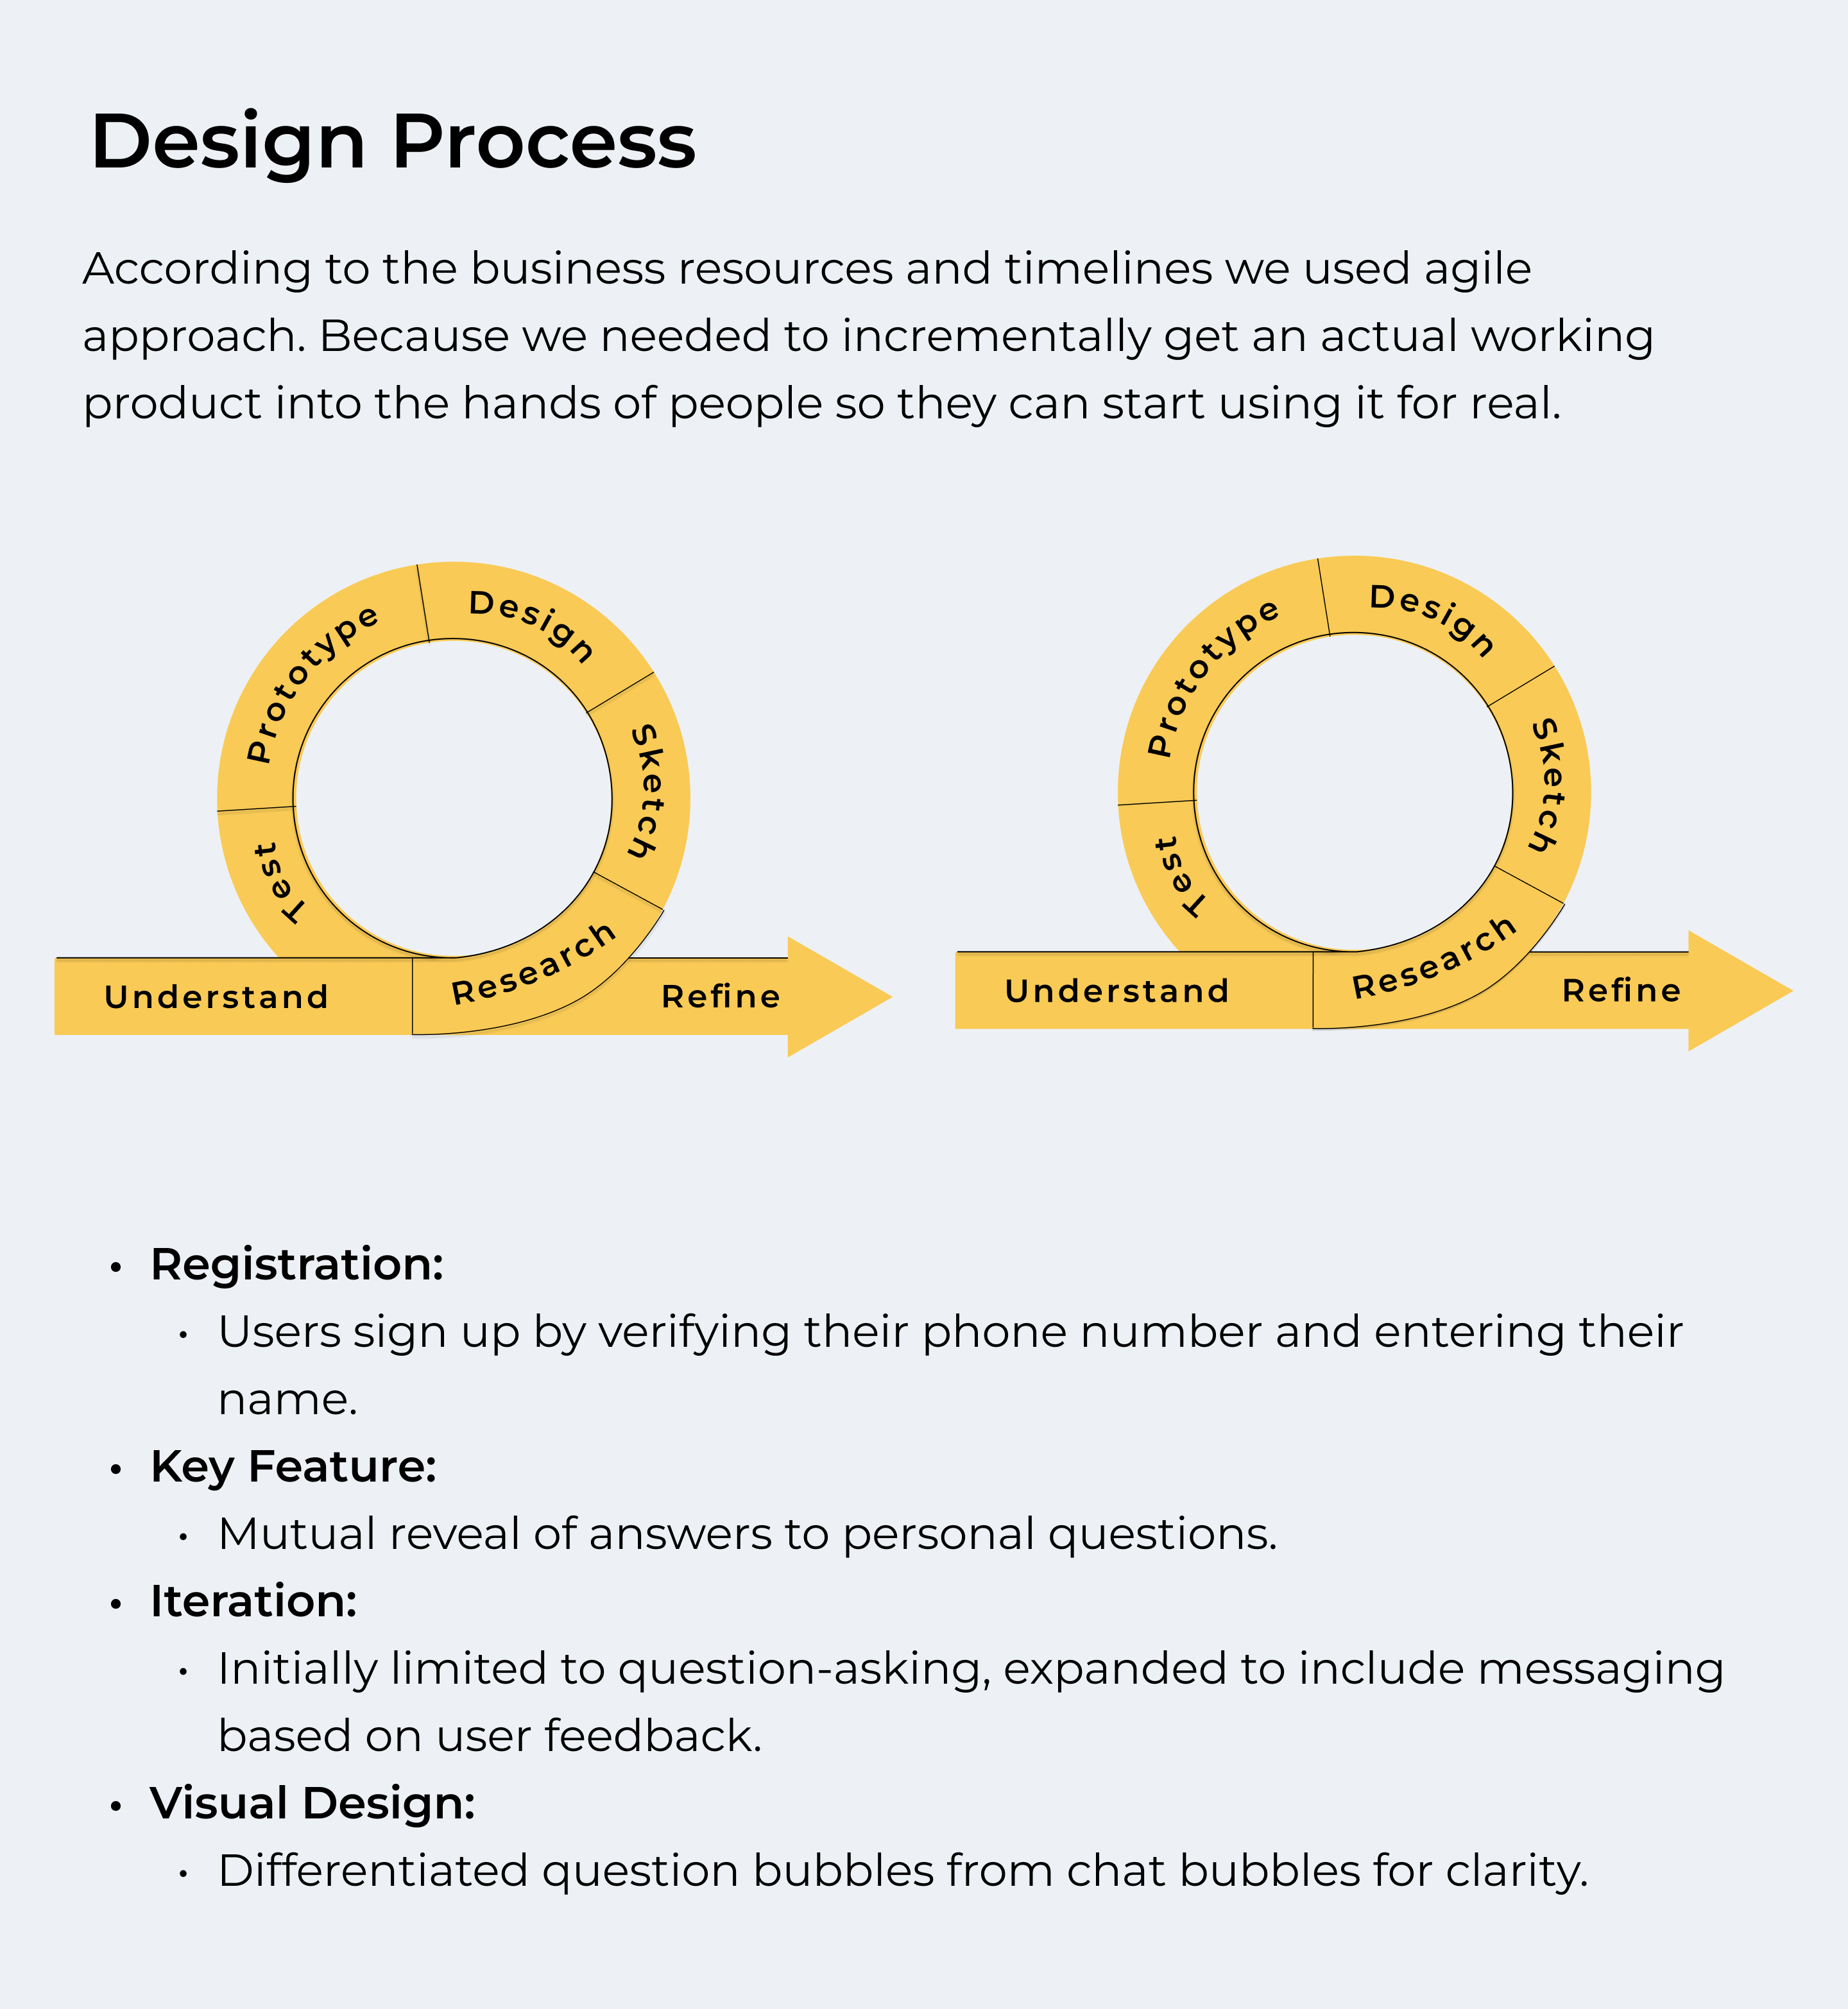 Design Process
According to the business resources and timelines we used agile
approach. Because we needed to incrementally get an actual working
product into the hands of people so they can start using it for real.
Understand
Research
Sketch
Design
Prototype
Test
Refine
Understand
Research
Sketch
Design
Prototype
Test
Refine
• Registration:
• Users sign up by verifying their phone number and entering their
name.
• Key Feature:
• Mutual reveal of answers to personal questions.
• Iteration:
• Initially limited to question-asking, expanded to include messaging
based on user feedback.
• Visual Design:
• Differentiated question bubbles from chat bubbles for clarity.